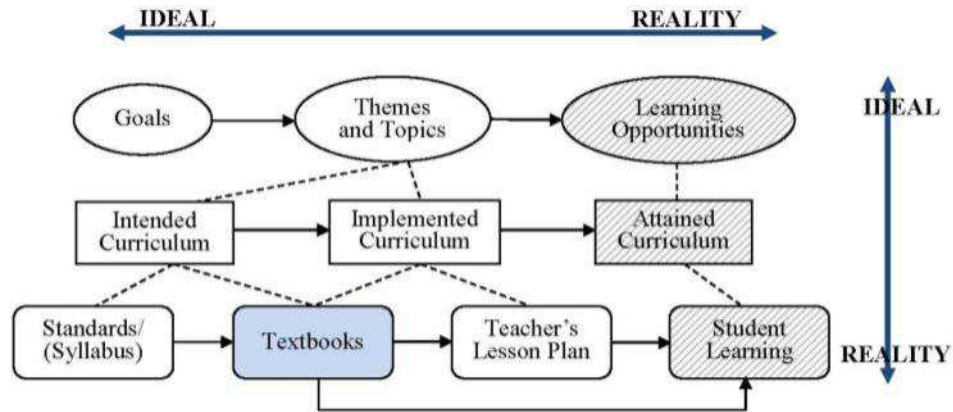 IDEAL
REALITY
Goals
Themes
and Topics
Learning
Opportunities
IDEAL
Intended
Curriculum
Implemented
Curriculum
Attained
Curriculum
Standards/
(Syllabus)
Textbooks
Teacher's
Lesson Plan
Student
Learning
REALITY